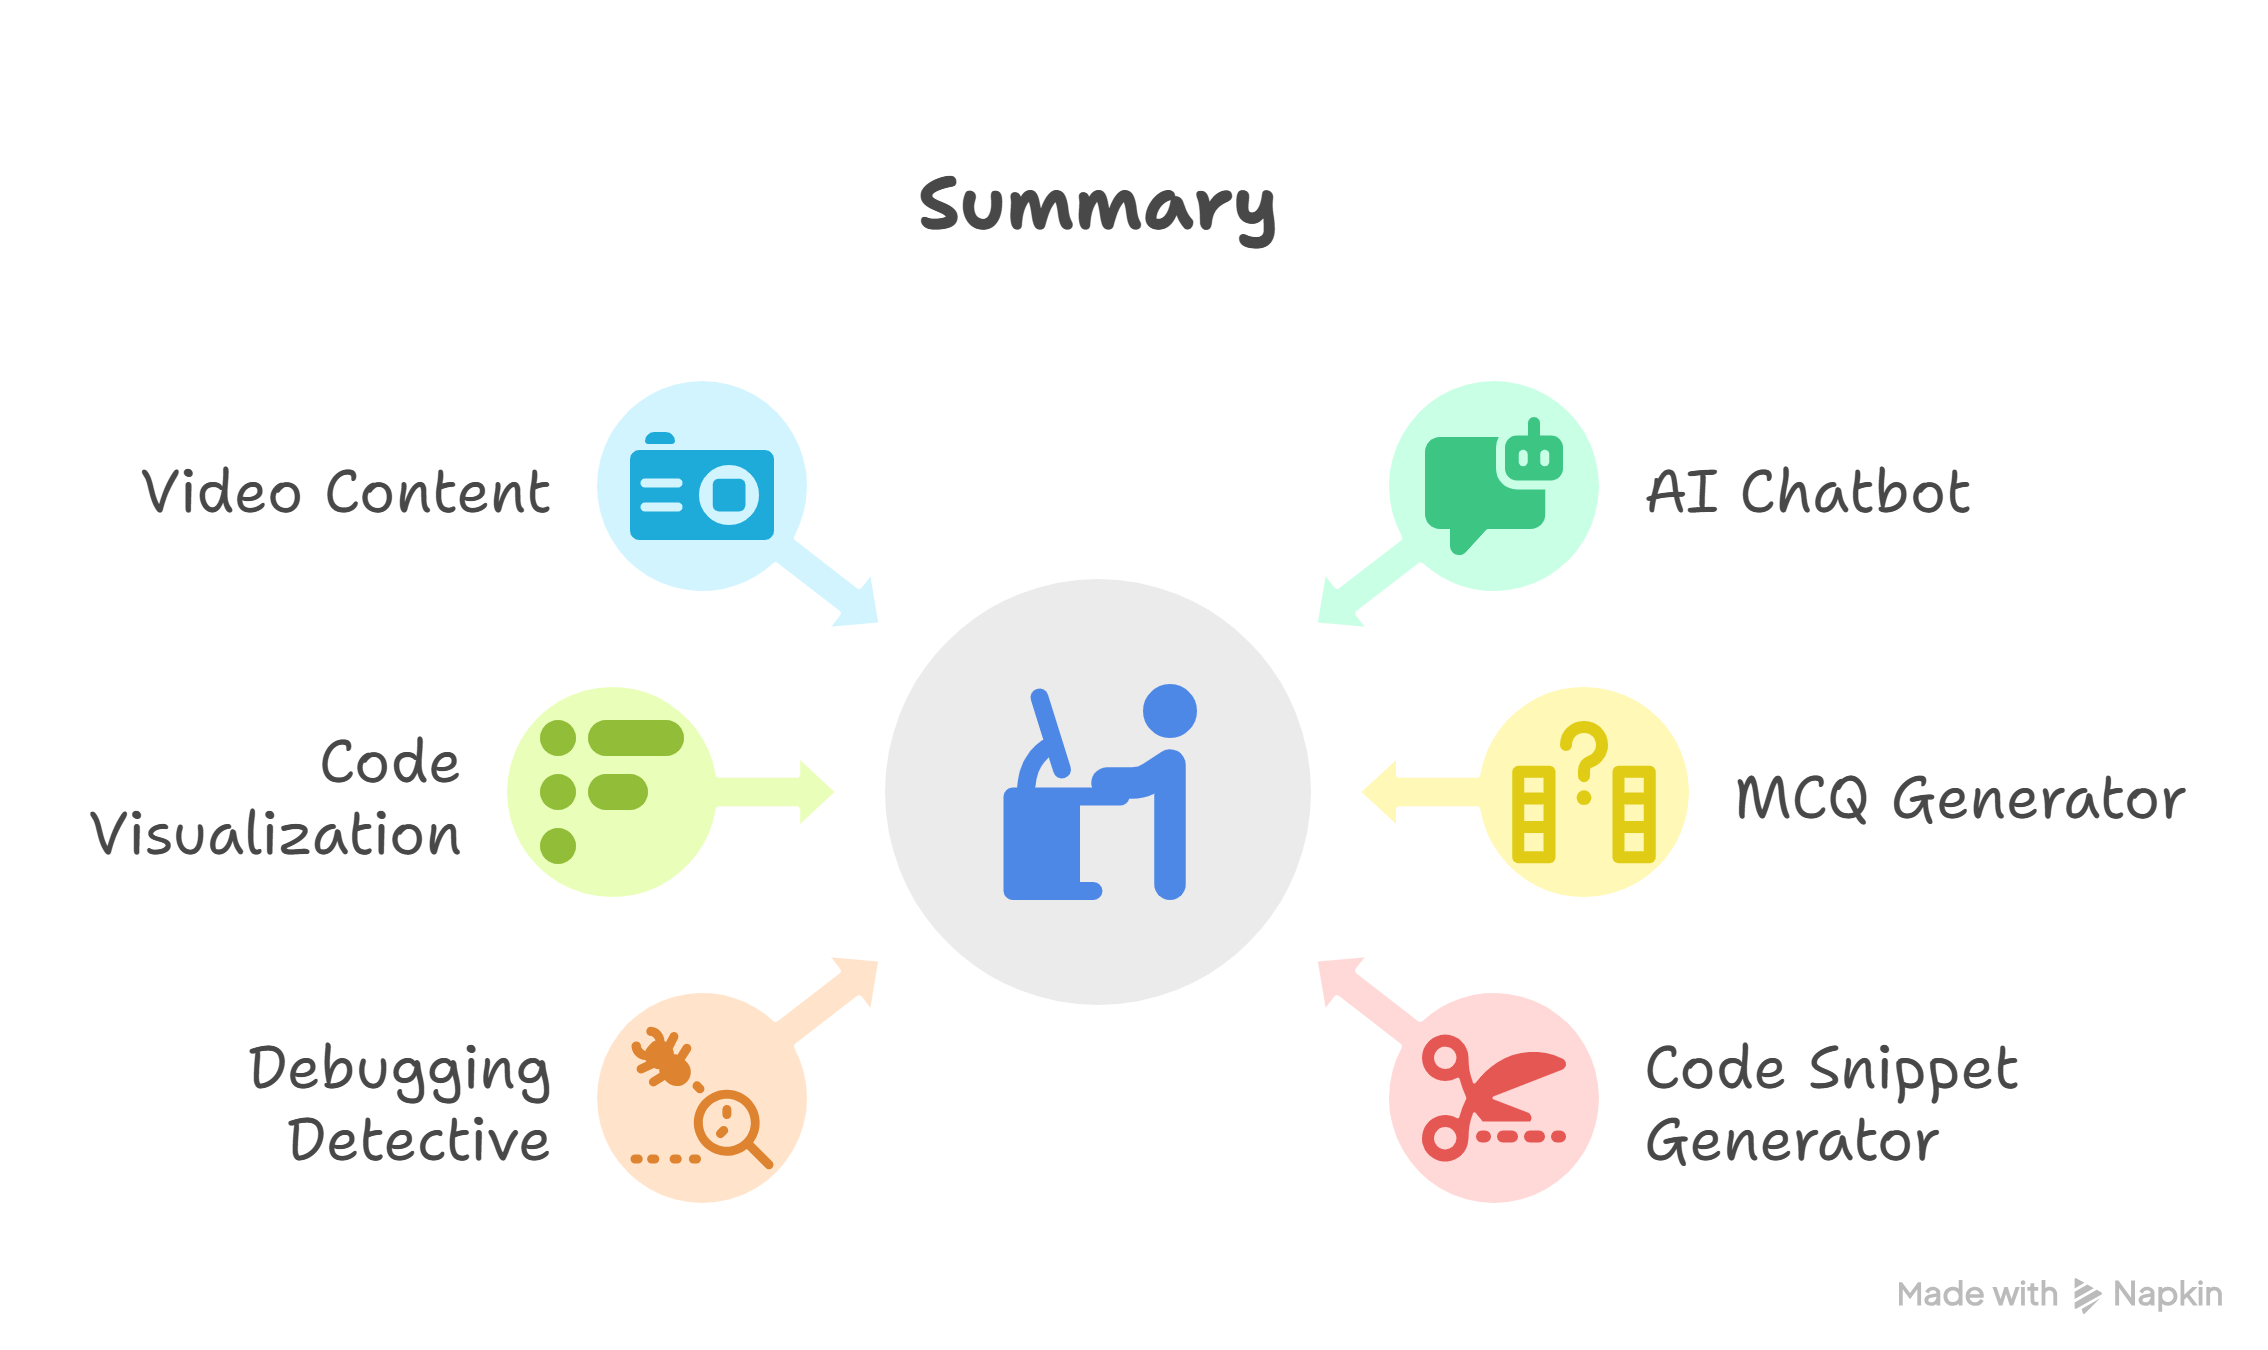 Summary
Video Content
AI Chatbot
Code
Visualization
MCQ Generator
Debugging
Detective
Code Snippet
Generator
Made with Napkin